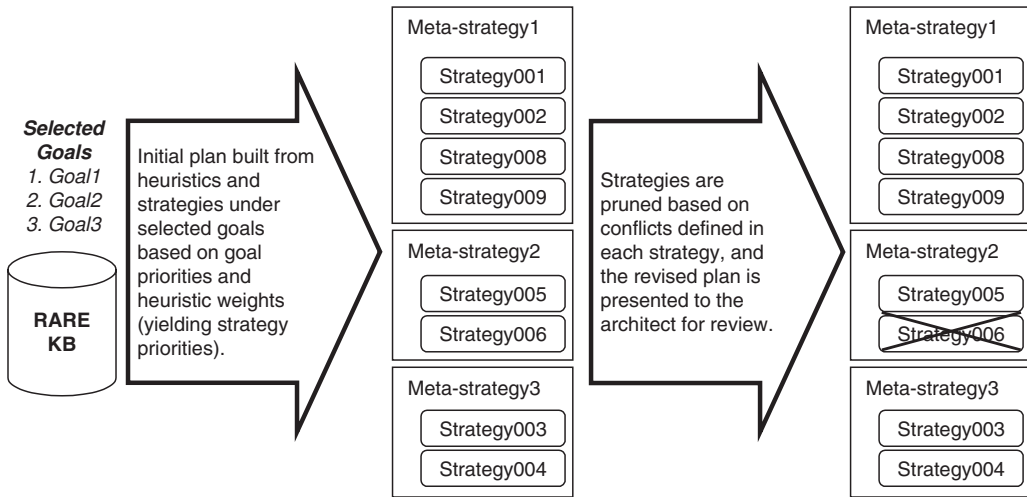 Selected
Goals
1. Goal1
2. Goal2
3. Goal3
RARE
KB
Initial plan built from
heuristics and
strategies under
selected goals
based on goal
priorities and
heuristic weights
(yielding strategy
priorities).
Meta-strategy1
Strategy001
Strategy002
Strategy008
Strategy009
Meta-strategy2
Strategy005
Strategy006
Meta-strategy3
Strategy003
Strategy004
Strategies are
pruned based on
conflicts defined in
each strategy, and
the revised plan is
presented to the
architect for review.
Meta-strategy1
Strategy001
Strategy002
Strategy008
Strategy009
Meta-strategy2
Strategy005
Strategy006
Meta-strategy3
Strategy003
Strategy004